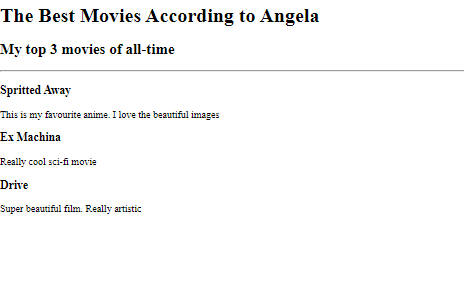 The Best Movies According to Angela
My top 3 movies of all-time
Spritted Away
This is my favourite anime. I love the beautiful images
Ex Machina
Really cool sci-fi movie
Drive
Super beautiful film. Really artistic